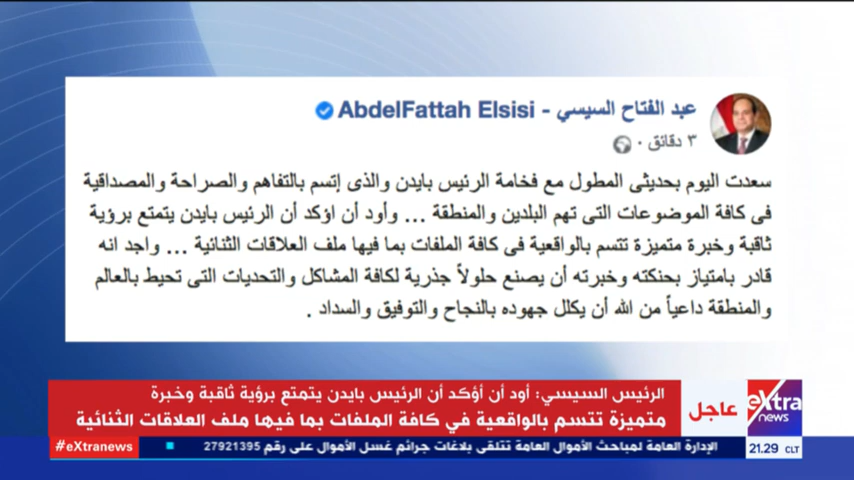 عبد الفتاح السيسي - AbdelFattah Elsisi
٣ دقائق
سعدت اليوم بحديثى المطول مع فخامة الرئيس بايدن والذى إتسم بالتفاهم والصراحة والمصداقية
فى كافة الموضوعات التى تهم البلدين والمنطقة ... وأود أن اؤكد أن الرئيس بايدن يتمتع برؤية
ثاقبة وخبرة متميزة تتسم بالواقعية فى كافة الملفات بما فيها ملف العلاقات الثنائية ... واجد انه
قادر بامتياز بحنكته وخبرته أن يصنع حلولاً جذرية لكافة المشاكل والتحديات التى تحيط بالعالم
والمنطقة داعياً من الله أن يكلل جهوده بالنجاح والتوفيق والسداد .
عاجل
الرئيس السيسي: أود أن أؤكد أن الرئيس بايدن يتمتع برؤية ثاقبة وخبرة
متميزة تتسم بالواقعية في كافة الملفات بما فيها ملف العلاقات الثنائية
eXtra
news
#eXtranews
الإدارة العامة لمباحث الأموال العامة تتلقى بلاغات جرائم غسل الأموال على رقم 27921395
21.29 CLT